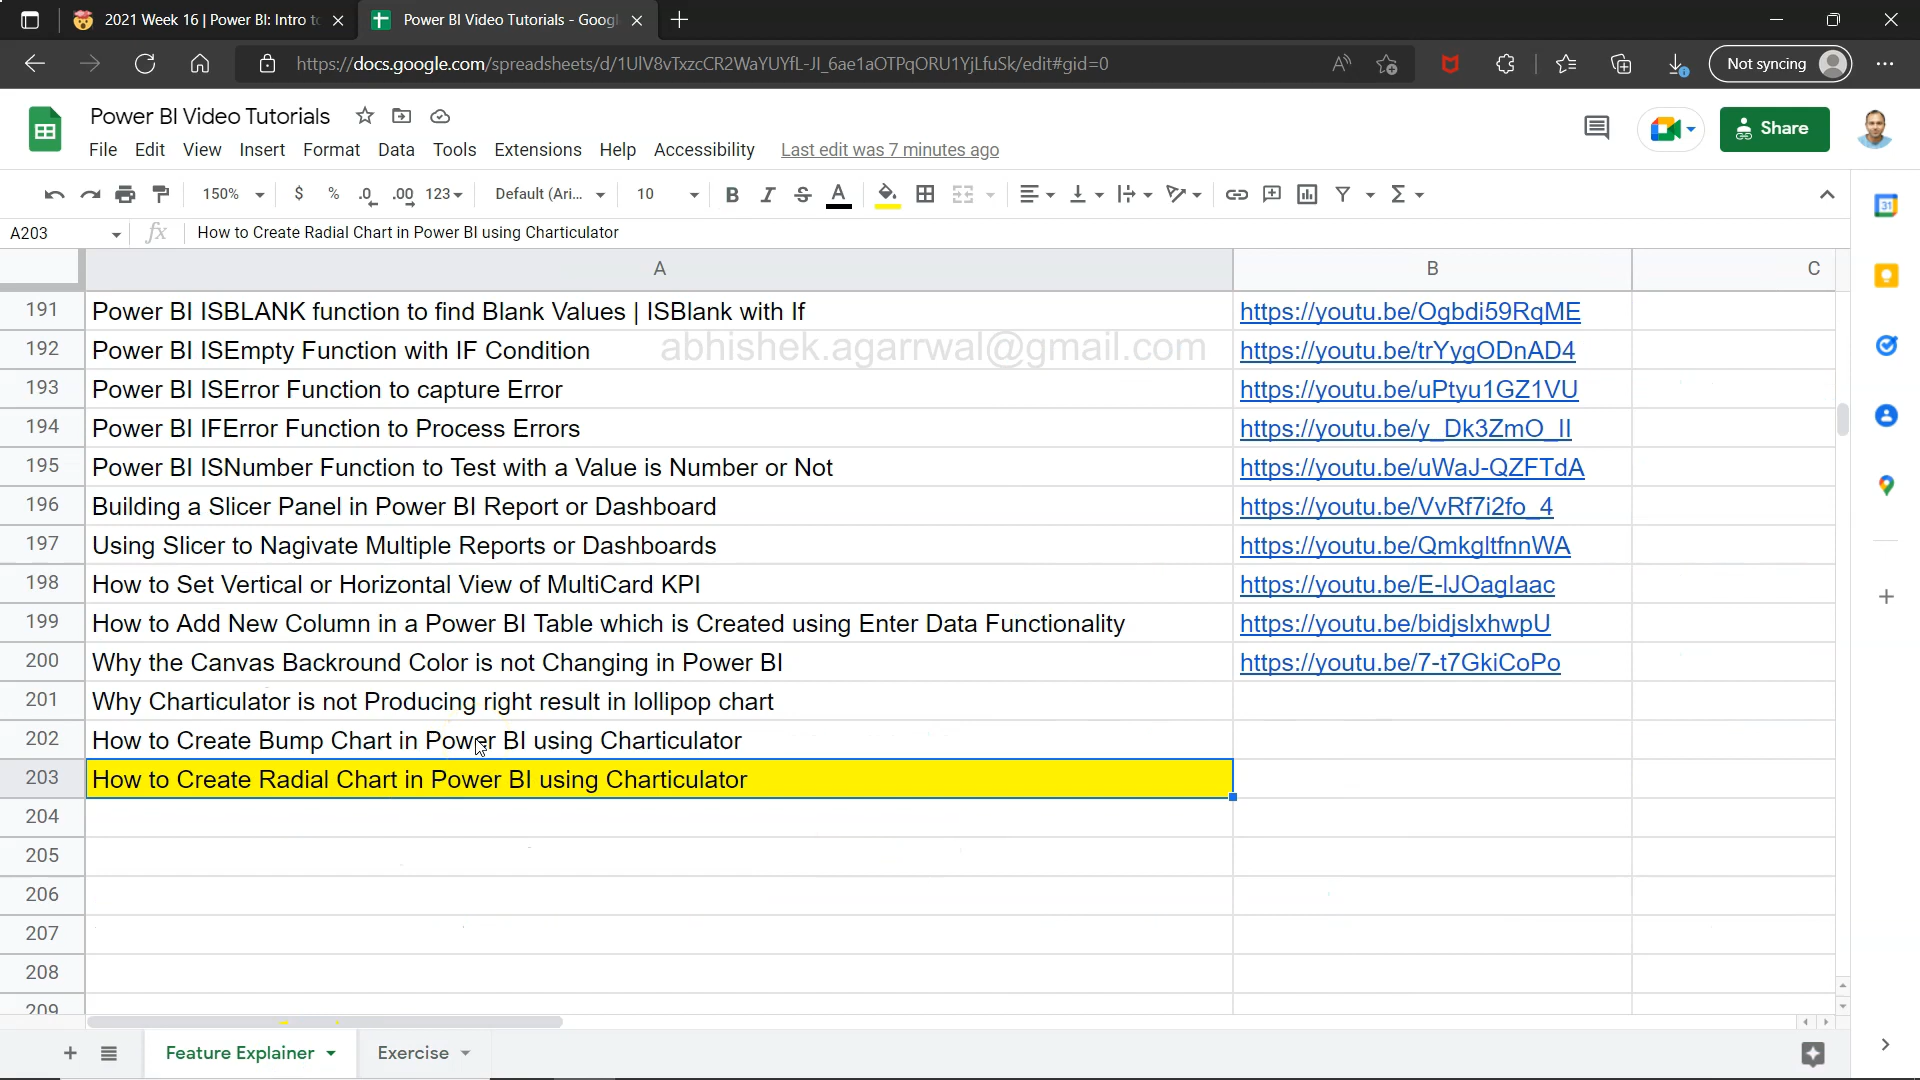 2021 Week 16 | Power BI: Intro to
Power BI Video Tutorials - Googl
https://docs.google.com/spreadsheets/d/1UlV8vTxzcCR2WaYUYfL-JI_6ae1aOTPqORU1YjLfuSk/edit#gid=0
Not syncing
Power BI Video Tutorials
File Edit View Insert Format Data Tools Extensions Help Accessibility Last edit was 7 minutes ago
Share
150% $ % .0 .00 123 Default (Ari... 10 B I S A
A203 fx How to Create Radial Chart in Power BI using Charticulator
A B C
191 Power BI ISBLANK function to find Blank Values | ISBlank with If https://youtu.be/Ogbdi59RqME
abhishek.agarrwal@gmail.com
192 Power BI ISEmpty Function with IF Condition https://youtu.be/trYygODnAD4
193 Power BI ISError Function to capture Error https://youtu.be/uPtyu1GZ1VU
194 Power BI IFError Function to Process Errors https://youtu.be/y_Dk3ZmO_II
195 Power BI ISNumber Function to Test with a Value is Number or Not https://youtu.be/uWaJ-QZFTdA
196 Building a Slicer Panel in Power BI Report or Dashboard https://youtu.be/VvRf7i2fo_4
197 Using Slicer to Nagivate Multiple Reports or Dashboards https://youtu.be/QmkgltfnnWA
198 How to Set Vertical or Horizontal View of MultiCard KPI https://youtu.be/E-lJOaglaac
199 How to Add New Column in a Power BI Table which is Created using Enter Data Functionality https://youtu.be/bidjslxhwpU
200 Why the Canvas Backround Color is not Changing in Power BI https://youtu.be/7-t7GkiCoPo
201 Why Charticulator is not Producing right result in lollipop chart
202 How to Create Bump Chart in Power BI using Charticulator
203 How to Create Radial Chart in Power BI using Charticulator
204
205
206
207
208
209
Feature Explainer Exercise